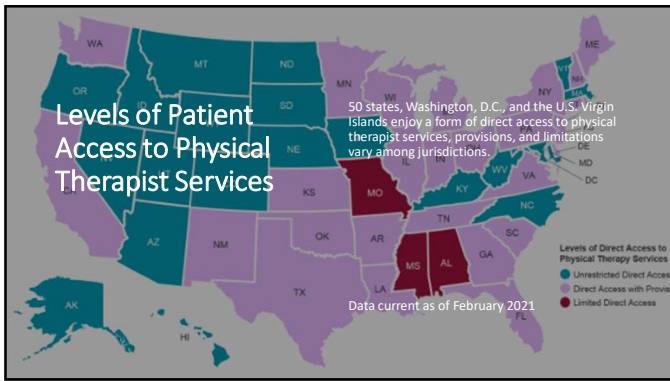 Levels of Patient
Access to Physical
Therapist Services
50 states, Washington, D.C., and the U.S. Virgin
Islands enjoy a form of direct access to physical
therapist services, provisions, and limitations
vary among jurisdictions.
WA
MT
ND
MN
ME
OR
ID
SD
WI
NY
VT
NH
MA
NE
IL
IN
PA
DE
MD
DC
CA
KS
MO
KY
WV
VA
AZ
NM
OK
AR
TN
NC
SC
MS
AL
GA
TX
LA
FL
AK
HI
Levels of Direct Access to
Physical Therapy Services
Unrestricted Direct Acces
Direct Access with Provis
Limited Direct Access
Data current as of February 2021